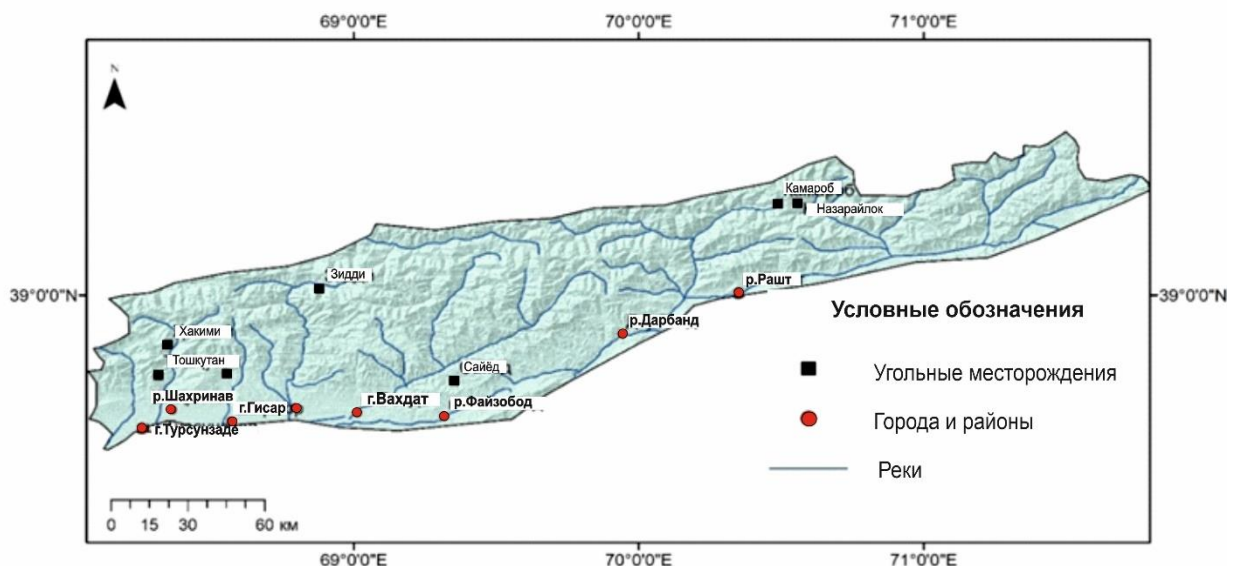 69°0'0"E 70°0'0"E 71°0'0"E
N
Камароб
Назарайлок
Зидди
р.Рашт
39°0'0"N 39°0'0"N
Условные обозначения
р.Дарбанд
Хакими
Тошкутан
Сайёд
Угольные месторождения
р.Шахринав
г.Гисар
г.Вахдат
р.Файзобод
г.Турсунзаде
Города и районы
Реки
0 15 30 60 км
69°0'0"E 70°0'0"E 71°0'0"E